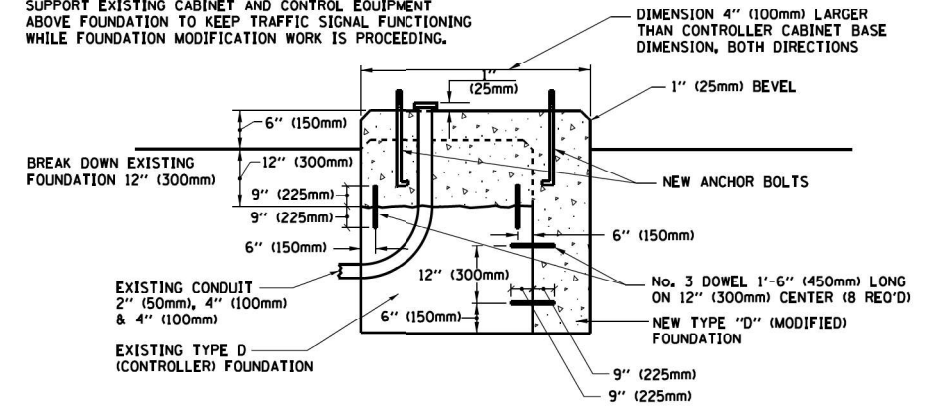 SUPPORT EXISTING CABINET AND CONTROL EQUIPMENT
ABOVE FOUNDATION TO KEEP TRAFFIC SIGNAL FUNCTIONING
WHILE FOUNDATION MODIFICATION WORK IS PROCEEDING.
DIMENSION 4" (100mm) LARGER
THAN CONTROLLER CABINET BASE
DIMENSION, BOTH DIRECTIONS
1"
(25mm)
1" (25mm) BEVEL
6" (150mm)
BREAK DOWN EXISTING
FOUNDATION 12" (300mm)
12" (300mm)
9" (225mm)
9" (225mm)
6" (150mm)
NEW ANCHOR BOLTS
6" (150mm)
12" (300mm)
6" (150mm)
EXISTING CONDUIT
2" (50mm), 4" (100mm)
& 4" (100mm)
No. 3 DOWEL 1'-6" (450mm) LONG
ON 12" (300mm) CENTER (8 REQ'D)
NEW TYPE "D" (MODIFIED)
FOUNDATION
EXISTING TYPE D
(CONTROLLER) FOUNDATION
9" (225mm)
9" (225mm)